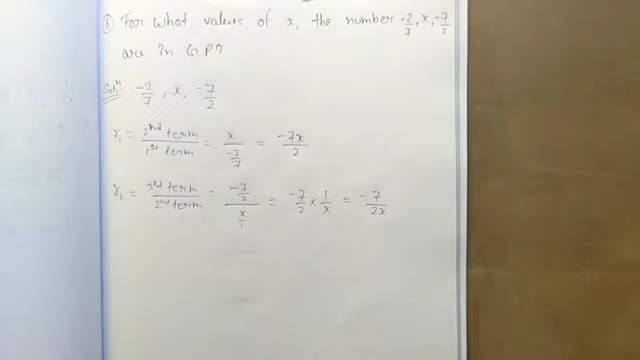 ⑥ For what values of x, the number -2/7, x, -7/2
are in G.P?
Solⁿ: -2/7, x, -7/2
r₁ = 2nd term / 1st term = x / (-2/7) = -7x/2
r₂ = 3rd term / 2nd term = (-7/2) / (x/1) = -7/2 × 1/x = -7/2x